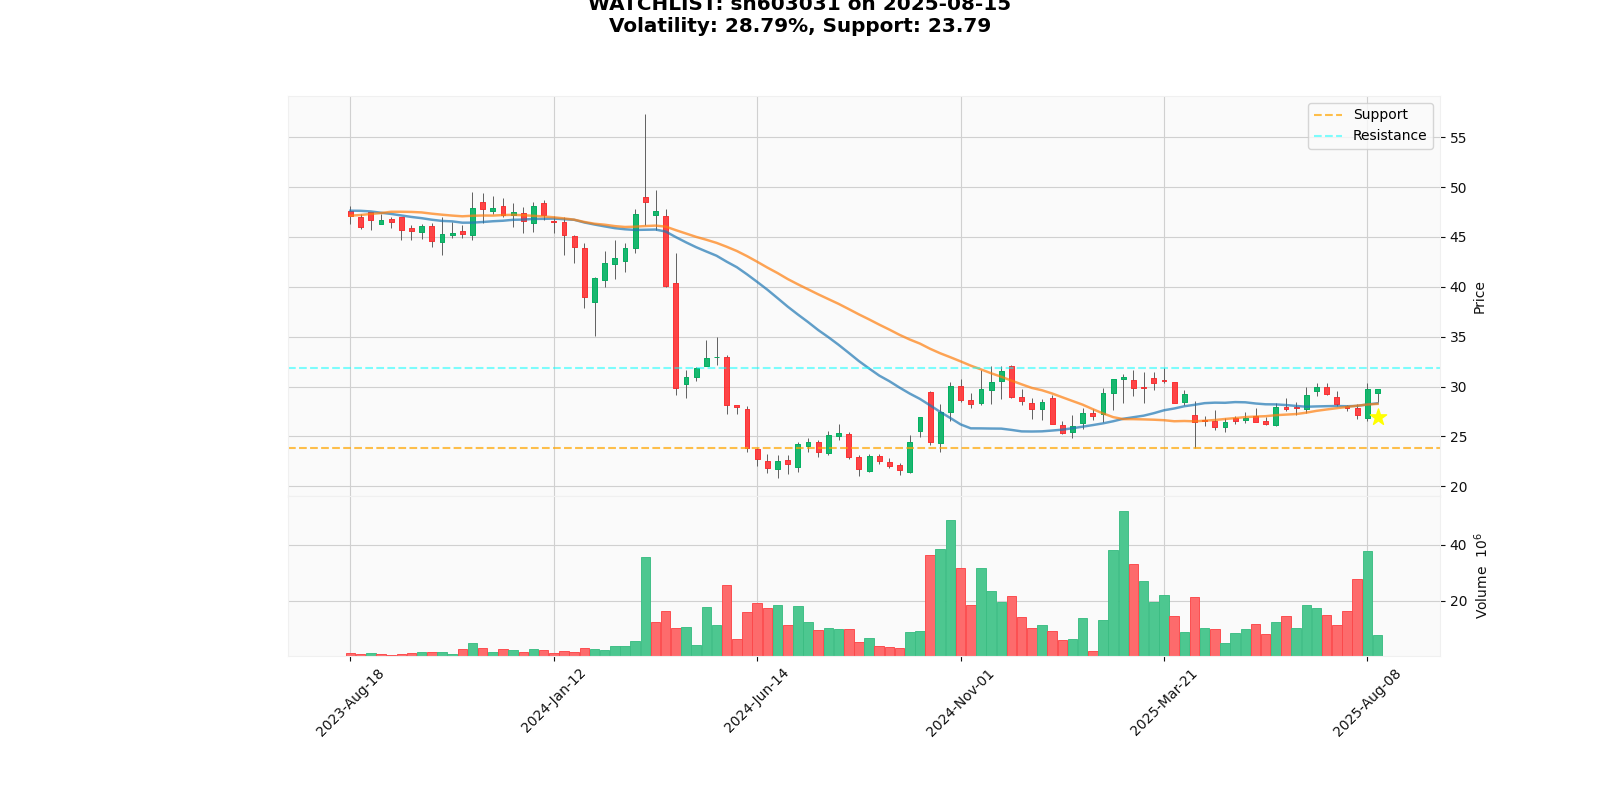 WATCHLIST: sh603031 on 2025-08-15
Volatility: 28.79%, Support: 23.79
Support
Resistance
55
50
45
40
35
30
25
20
Price
40
20
Volume 10^6
2023-Aug-18
2024-Jan-12
2024-Jun-14
2024-Nov-01
2025-Mar-21
2025-Aug-08